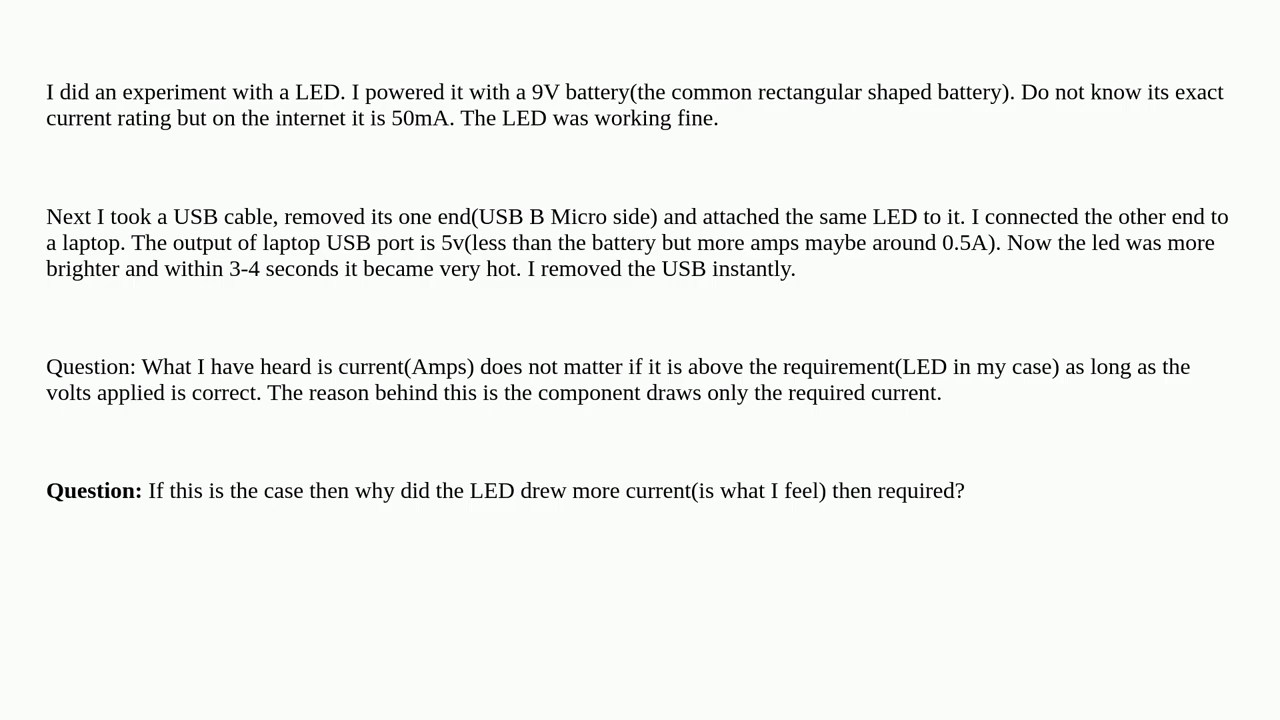 I did an experiment with a LED. I powered it with a 9V battery(the common rectangular shaped battery). Do not know its exact
current rating but on the internet it is 50mA. The LED was working fine.
Next I took a USB cable, removed its one end(USB B Micro side) and attached the same LED to it. I connected the other end to
a laptop. The output of laptop USB port is 5v(less than the battery but more amps maybe around 0.5A). Now the led was more
brighter and within 3-4 seconds it became very hot. I removed the USB instantly.
Question: What I have heard is current(Amps) does not matter if it is above the requirement(LED in my case) as long as the
volts applied is correct. The reason behind this is the component draws only the required current.
Question: If this is the case then why did the LED drew more current(is what I feel) then required?